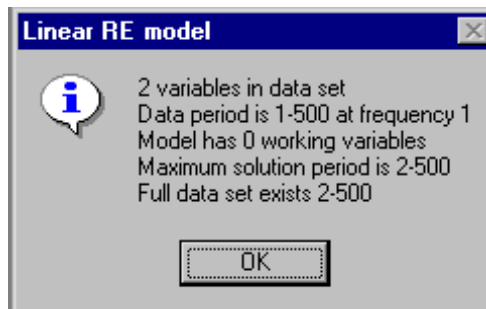 Linear RE model
2 variables in data set
Data period is 1-500 at frequency 1
Model has 0 working variables
Maximum solution period is 2-500
Full data set exists 2-500
OK